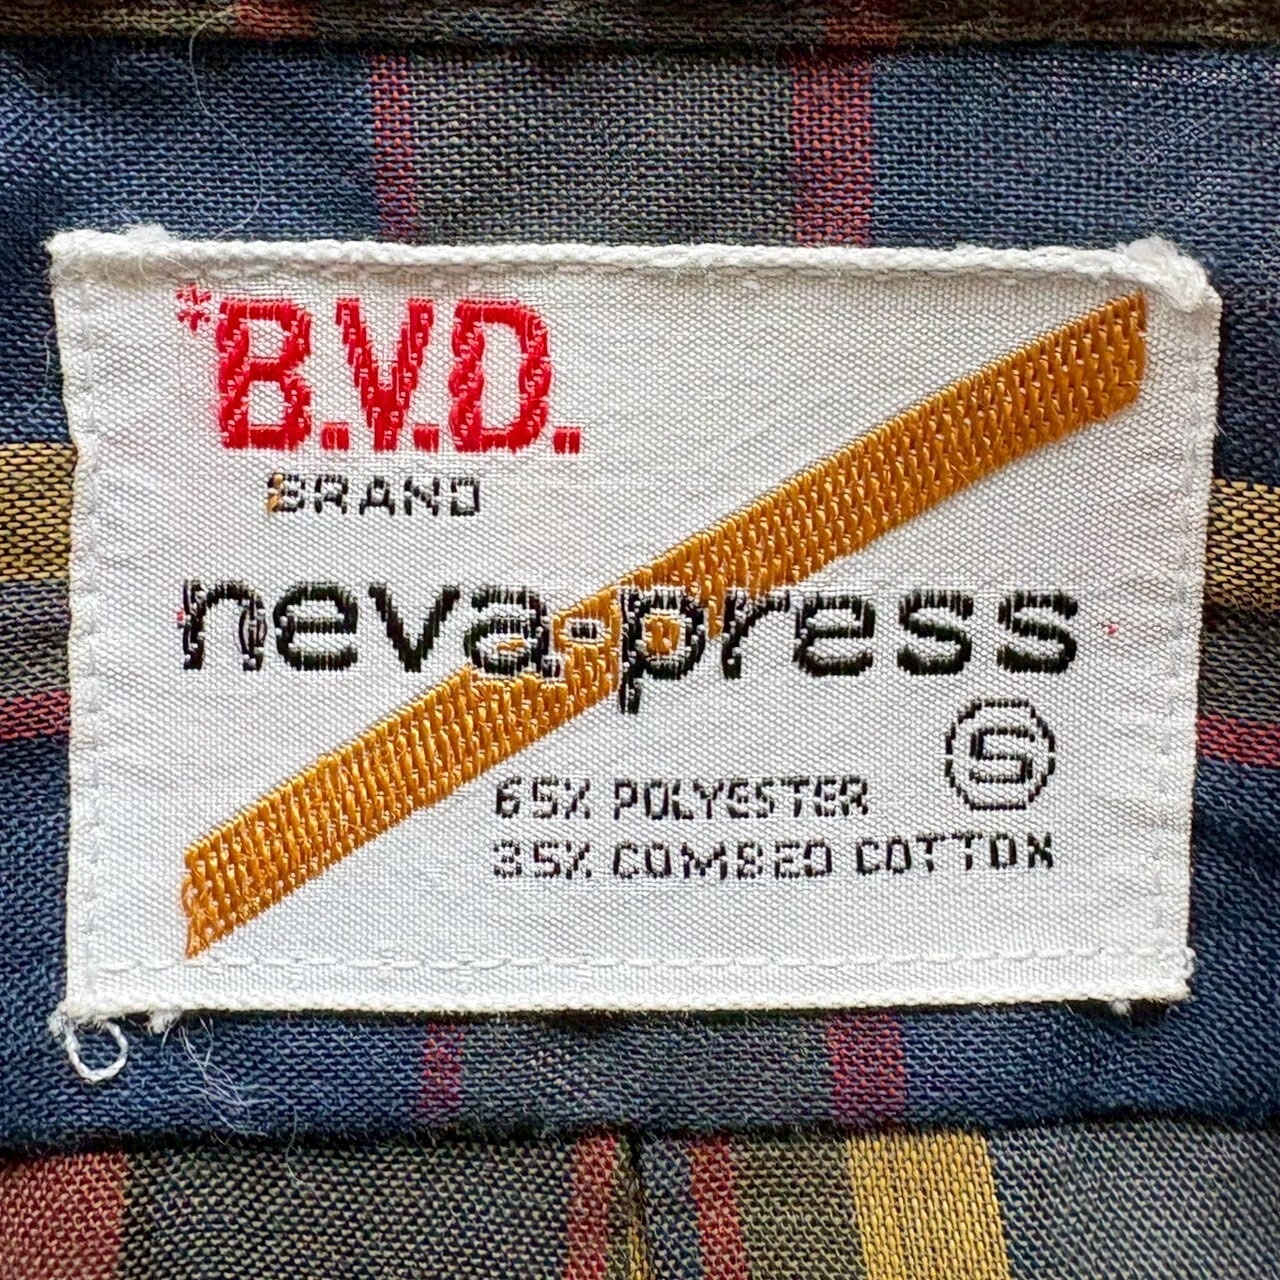 *B.V.D.
BRAND
neva-press
S
65% POLYESTER
35% COMBED COTTON